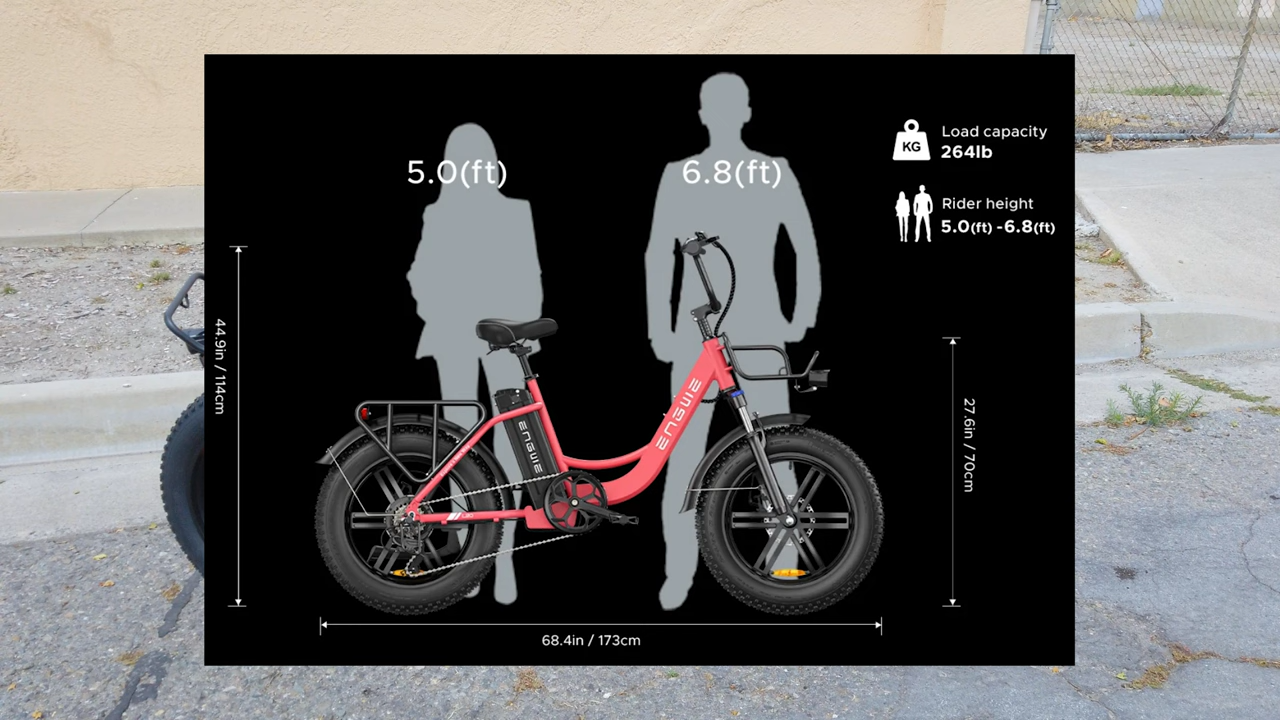 5.0(ft)
6.8(ft)
KG
Load capacity
264lb
Rider height
5.0(ft) -6.8(ft)
44.9in / 114cm
27.6in / 70cm
ENGWE
ENGWE
68.4in / 173cm